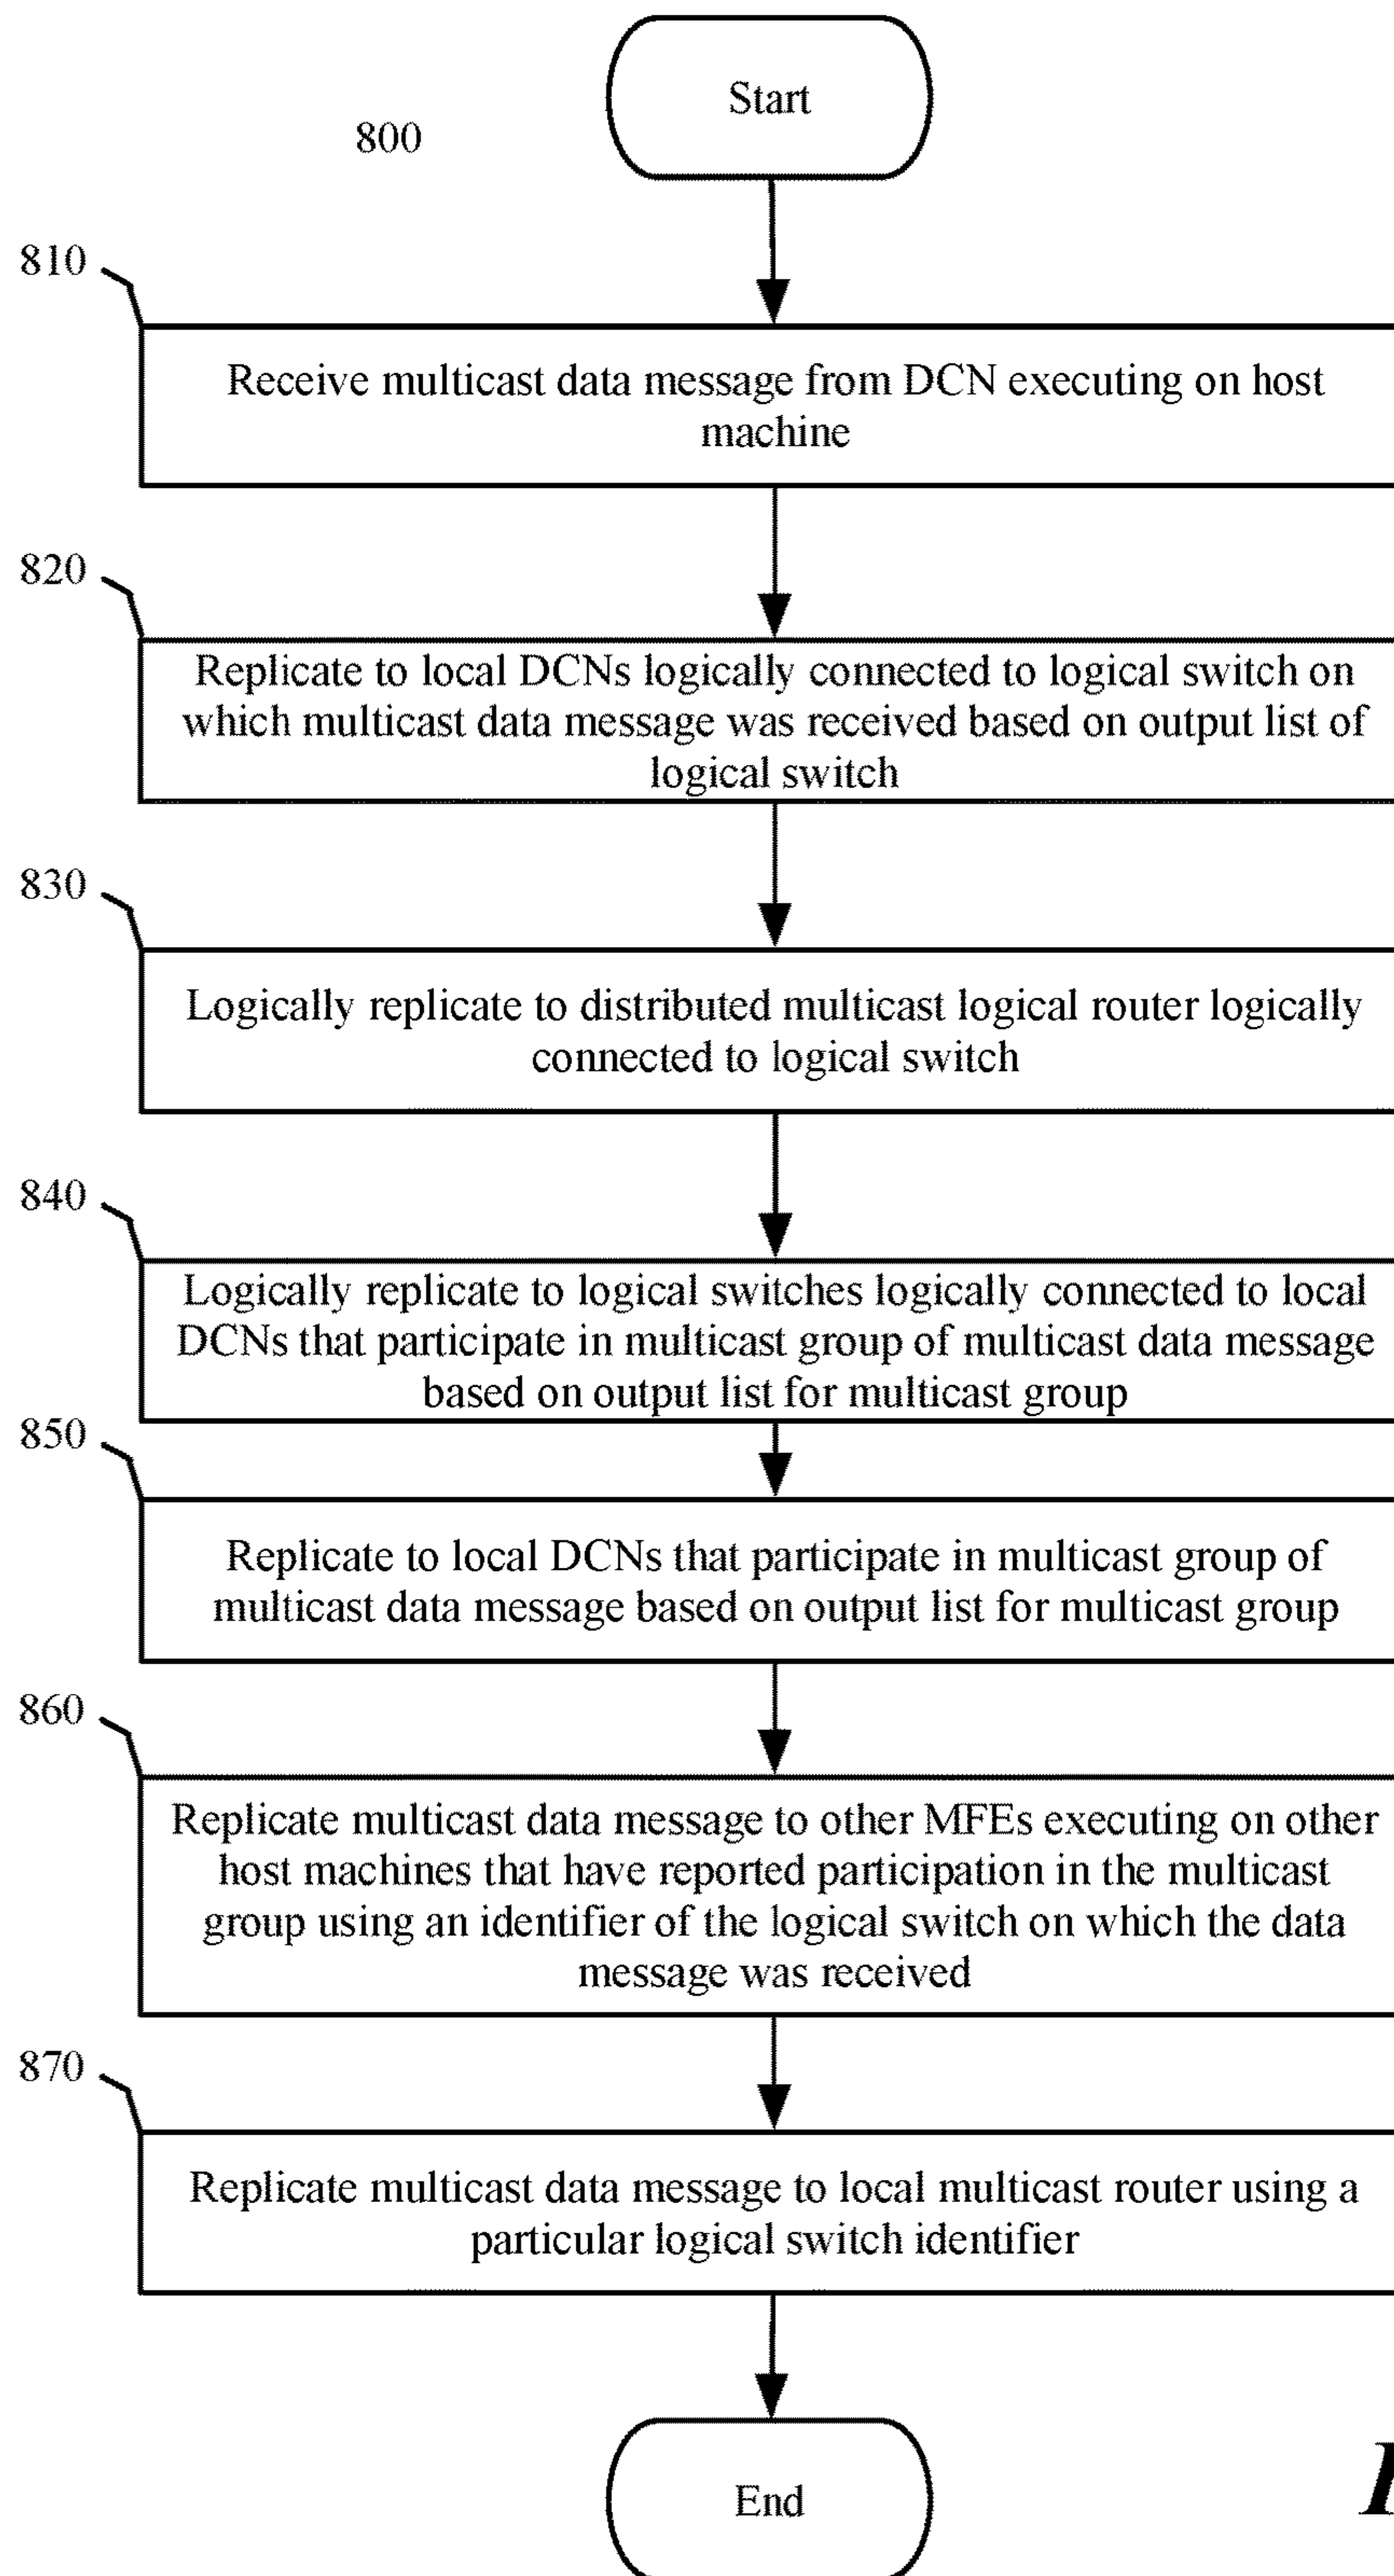 Start
800
810
Receive multicast data message from DCN executing on host
machine
820
Replicate to local DCNs logically connected to logical switch on
which multicast data message was received based on output list of
logical switch
830
Logically replicate to distributed multicast logical router logically
connected to logical switch
840
Logically replicate to logical switches logically connected to local
DCNs that participate in multicast group of multicast data message
based on output list for multicast group
850
Replicate to local DCNs that participate in multicast group of
multicast data message based on output list for multicast group
860
Replicate multicast data message to other MFEs executing on other
host machines that have reported participation in the multicast
group using an identifier of the logical switch on which the data
message was received
870
Replicate multicast data message to local multicast router using a
particular logical switch identifier
End